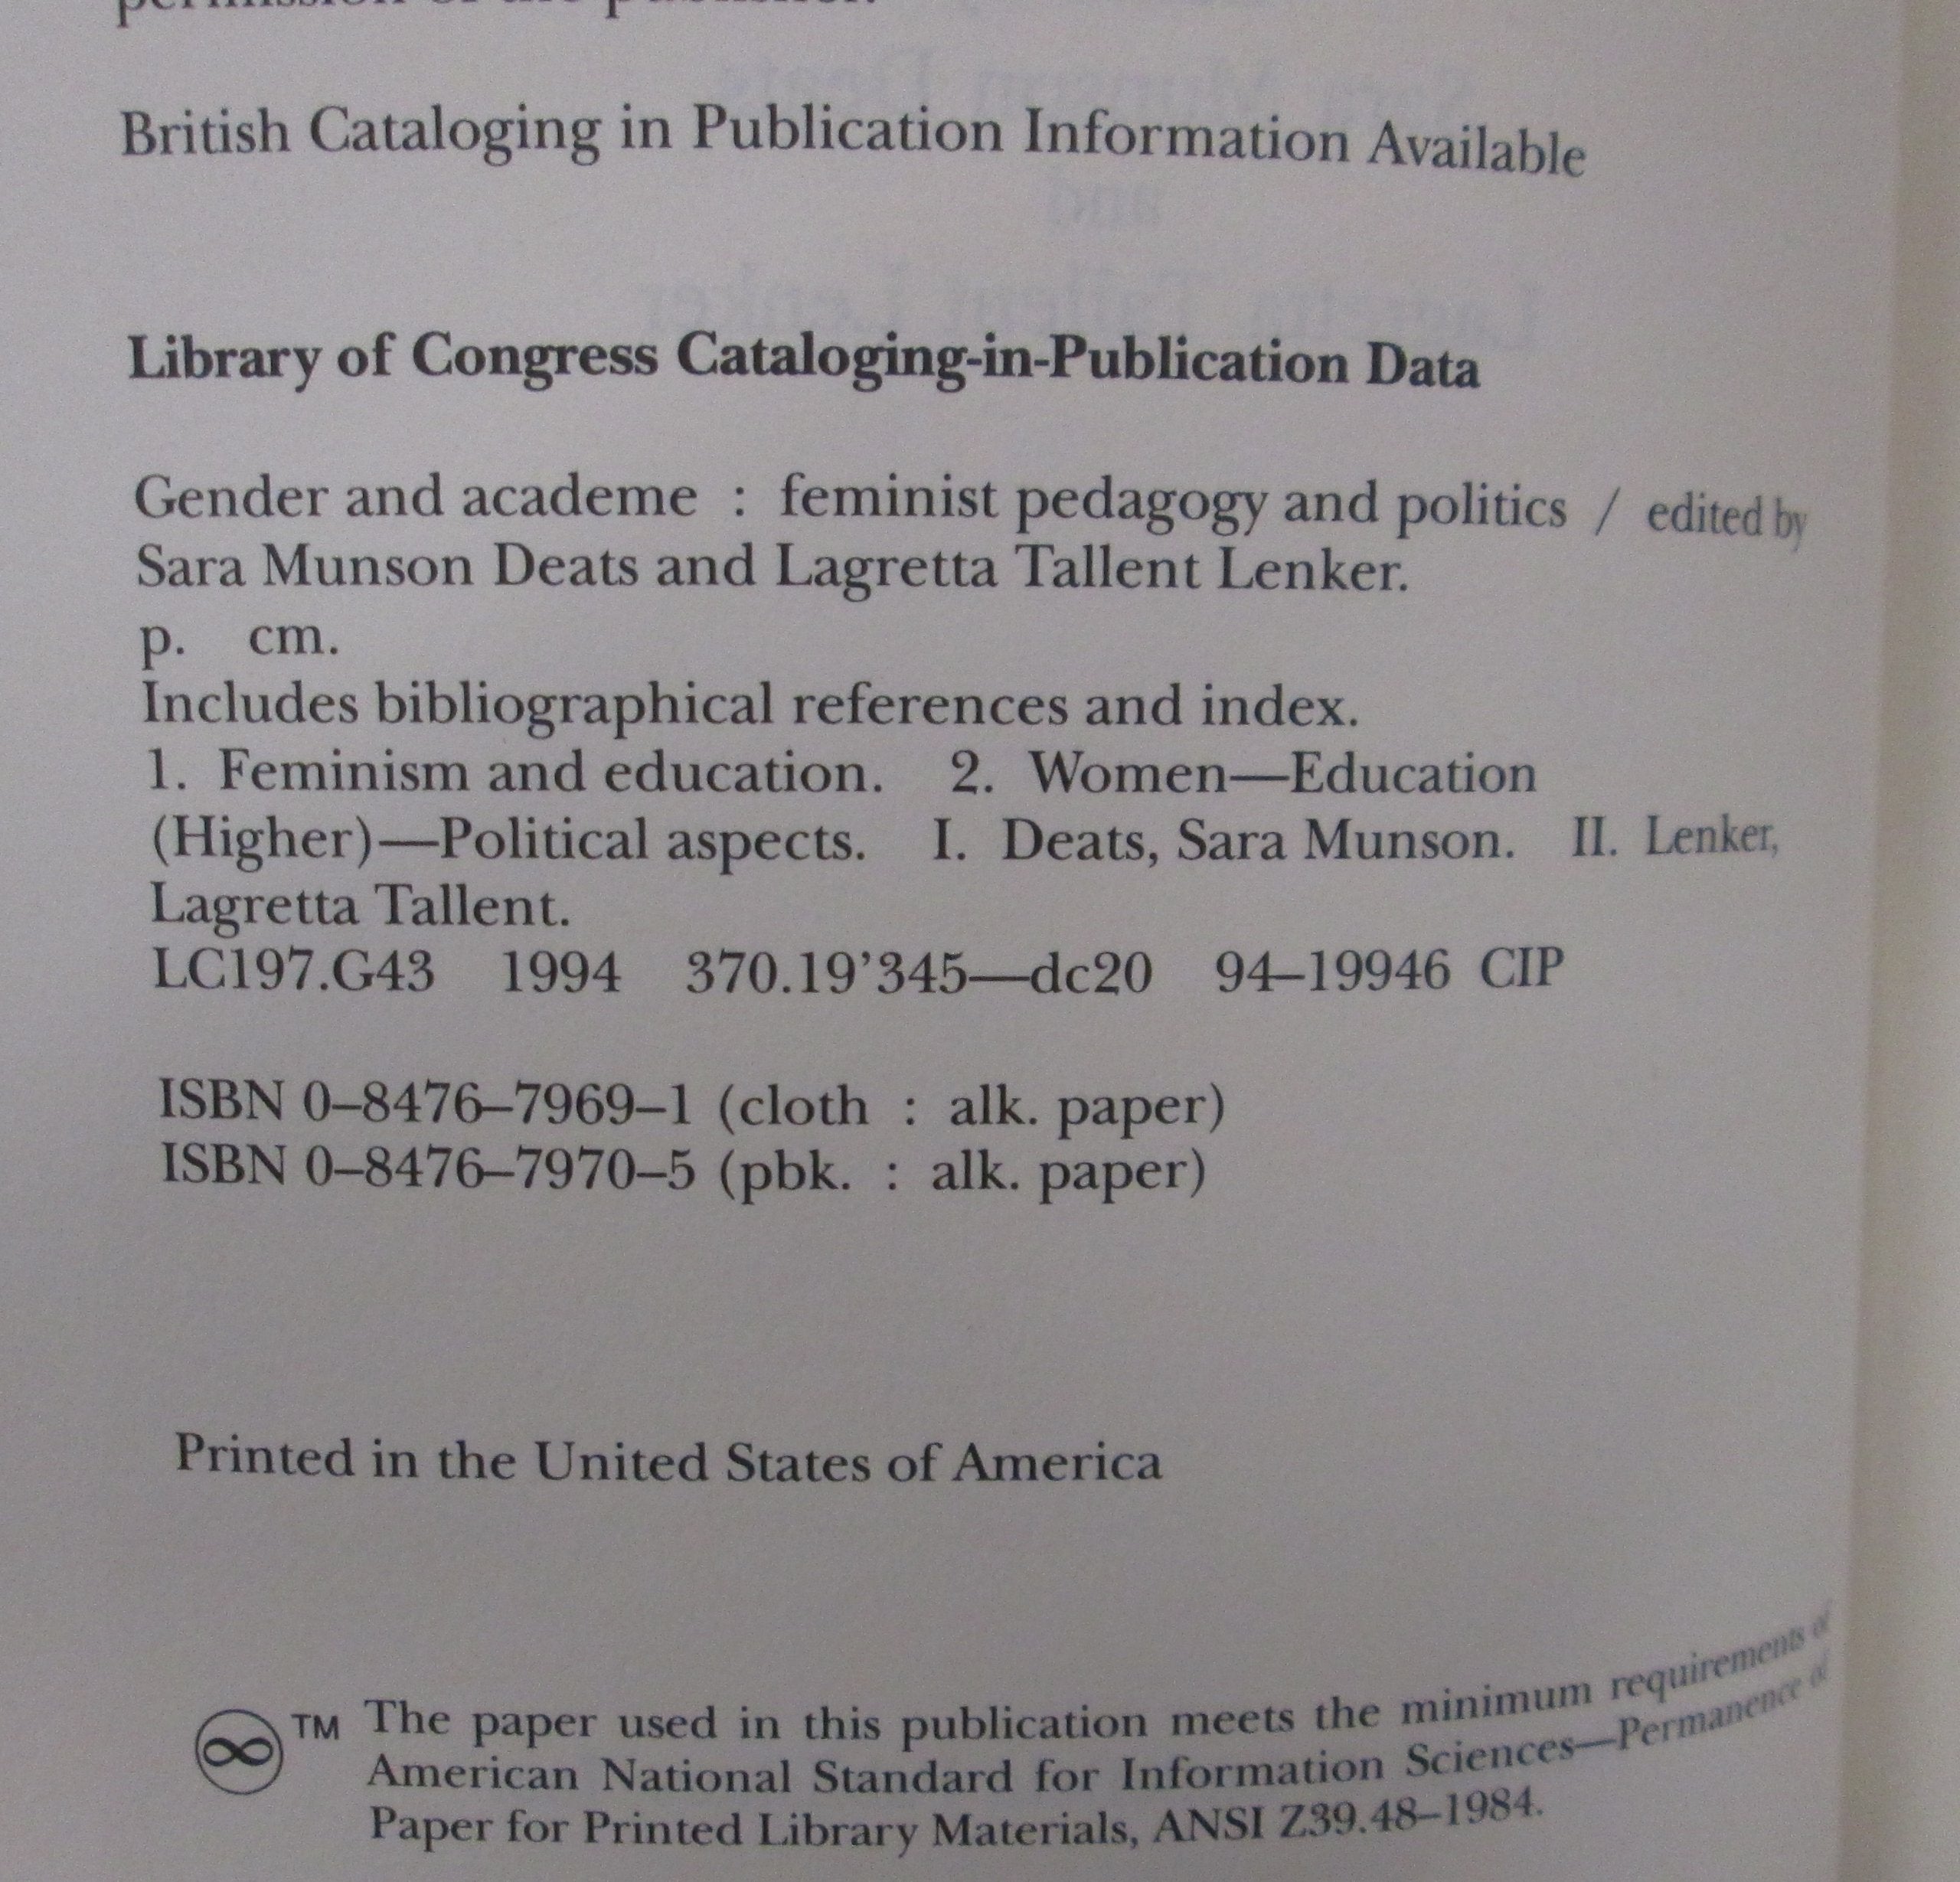 permission of the publisher.
British Cataloging in Publication Information Available
Library of Congress Cataloging-in-Publication Data
Gender and academe : feminist pedagogy and politics / edited by
Sara Munson Deats and Lagretta Tallent Lenker.
p. cm.
Includes bibliographical references and index.
1. Feminism and education. 2. Women—Education
(Higher)—Political aspects. I. Deats, Sara Munson. II. Lenker,
Lagretta Tallent.
LC197.G43 1994 370.19’345—dc20 94–19946 CIP
ISBN 0–8476–7969–1 (cloth : alk. paper)
ISBN 0–8476–7970–5 (pbk. : alk. paper)
Printed in the United States of America
∞™ The paper used in this publication meets the minimum requirements of
American National Standard for Information Sciences—Permanence of
Paper for Printed Library Materials, ANSI Z39.48–1984.